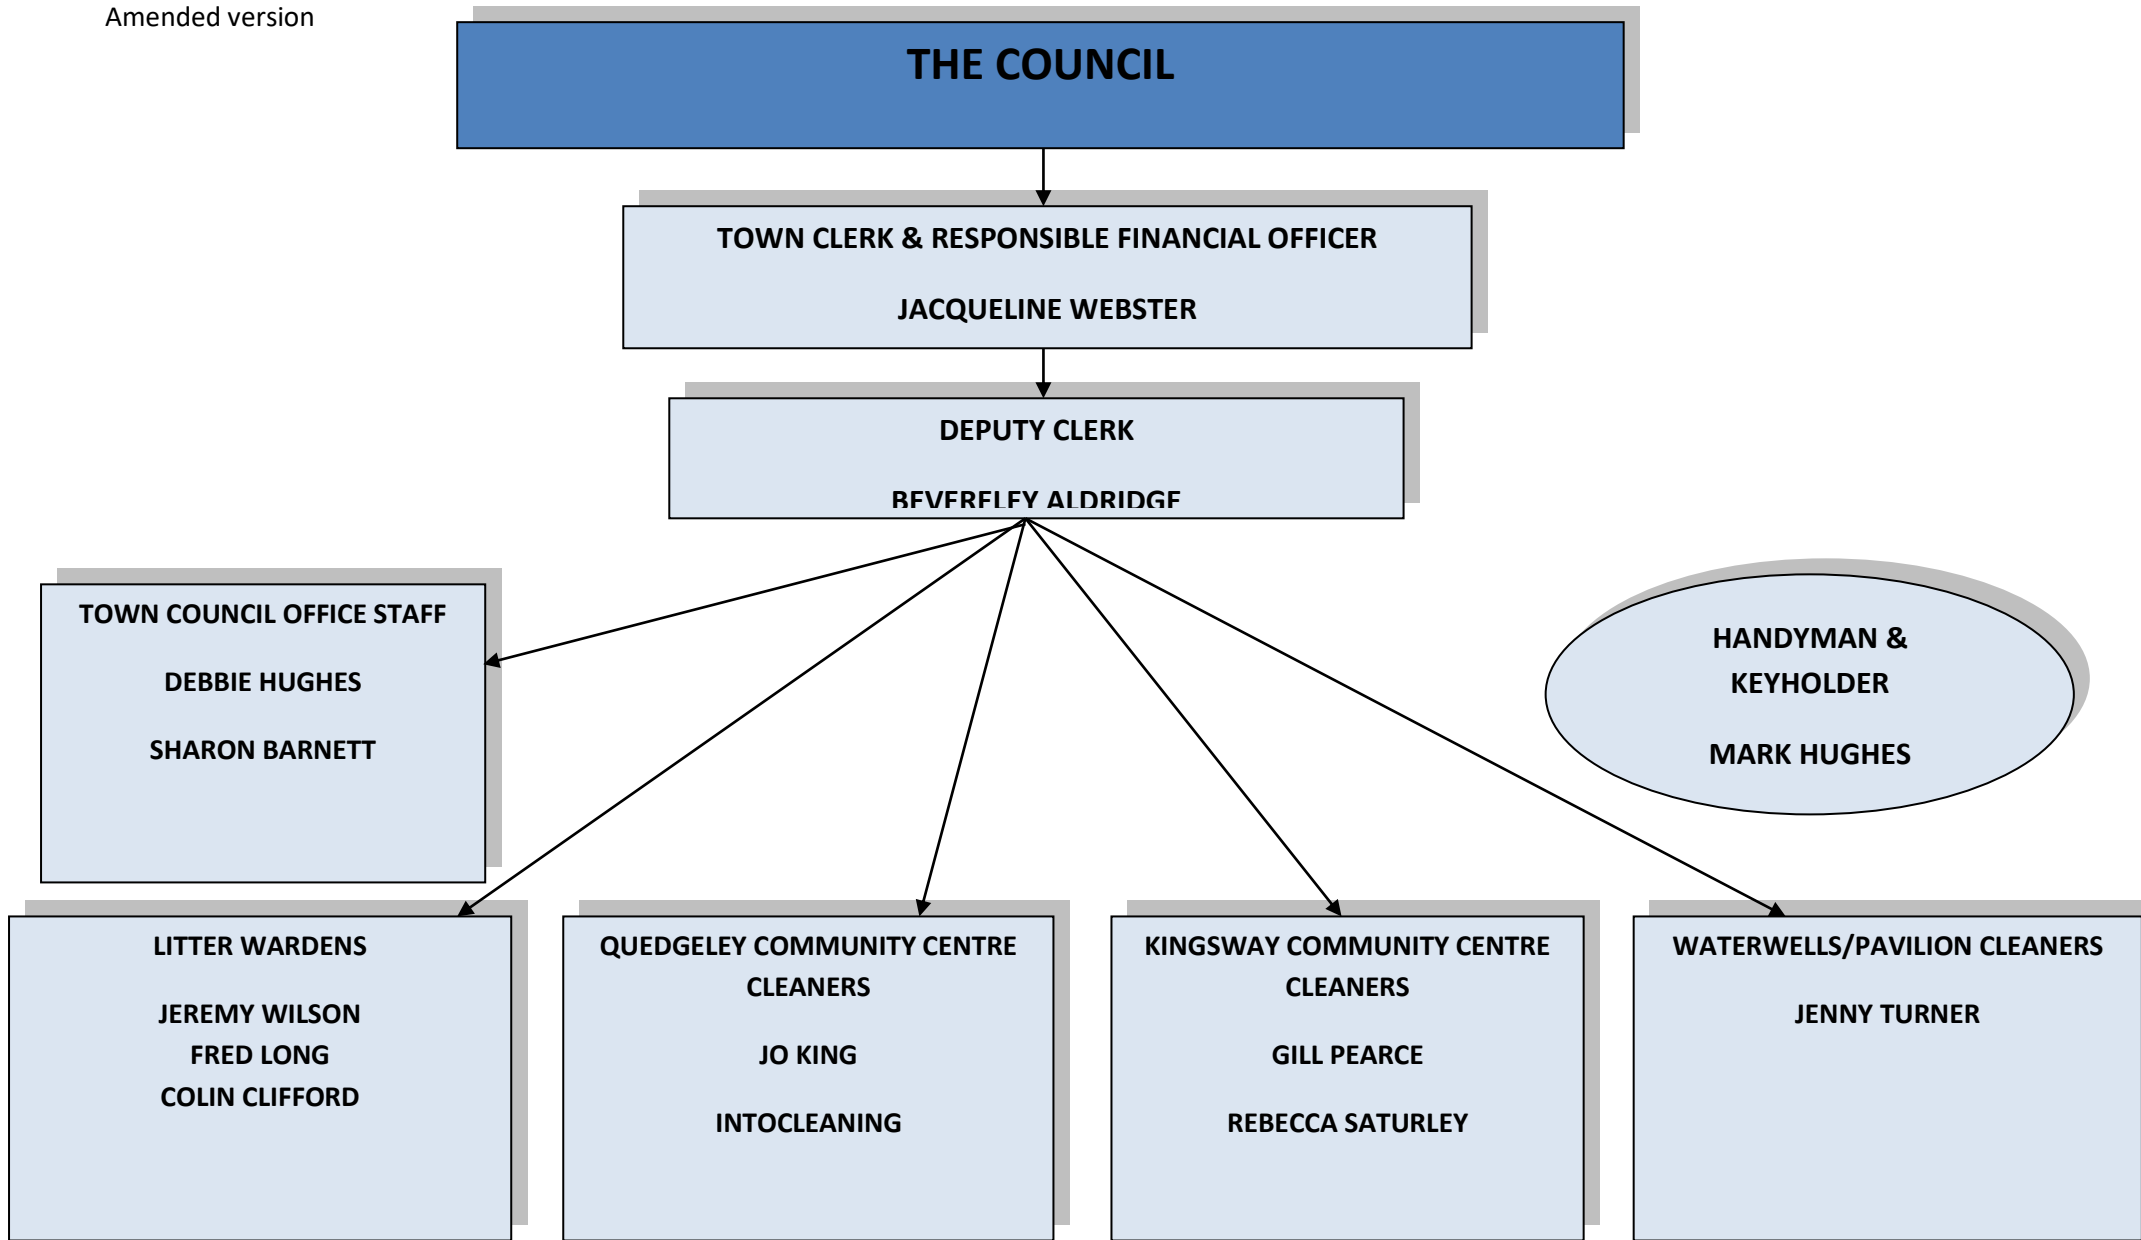 Amended version
THE COUNCIL
TOWN CLERK & RESPONSIBLE FINANCIAL OFFICER
JACQUELINE WEBSTER
DEPUTY CLERK
BEVERELEY ALDRIDGE
TOWN COUNCIL OFFICE STAFF
DEBBIE HUGHES
SHARON BARNETT
HANDYMAN &
KEYHOLDER
MARK HUGHES
LITTER WARDENS
JEREMY WILSON
FRED LONG
COLIN CLIFFORD
QUEDGELEY COMMUNITY CENTRE
CLEANERS
JO KING
INTOCLEANING
KINGSWAY COMMUNITY CENTRE
CLEANERS
GILL PEARCE
REBECCA SATURLEY
WATERWELLS/PAVILION CLEANERS
JENNY TURNER